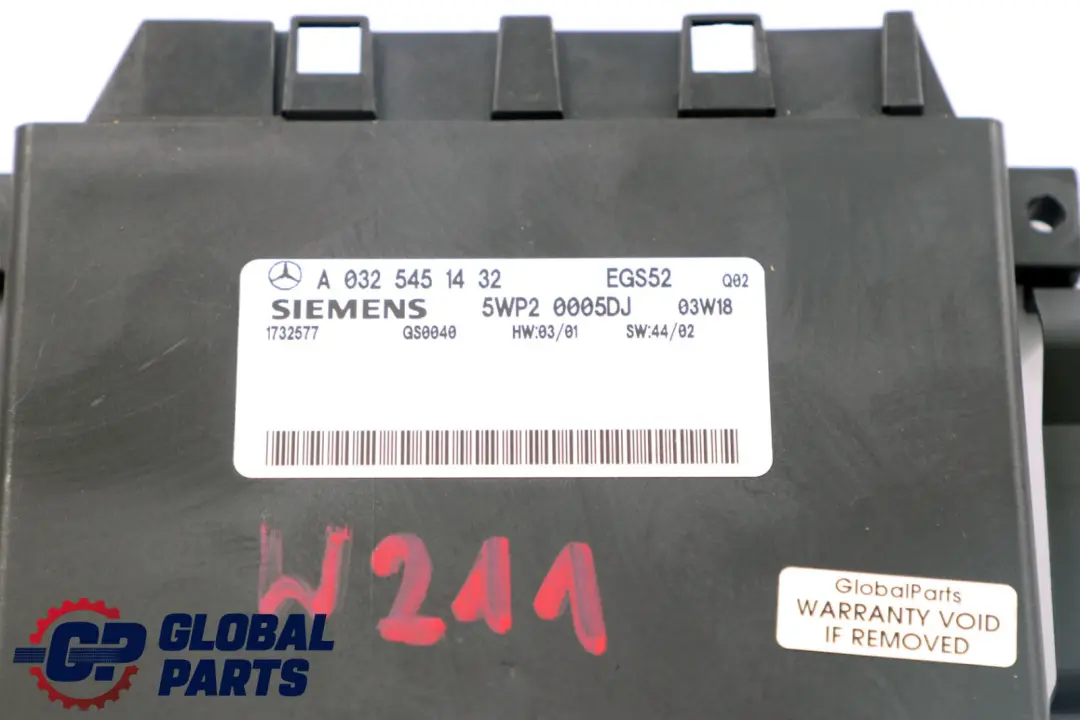 A 032 545 14 32 EGS52 Q02
SIEMENS 5WP2 0005DJ 03W18
1732577 GS0040 HW:03/01 SW:44/02
W211
GlobalParts
WARRANTY VOID
IF REMOVED
GP GLOBAL
PARTS